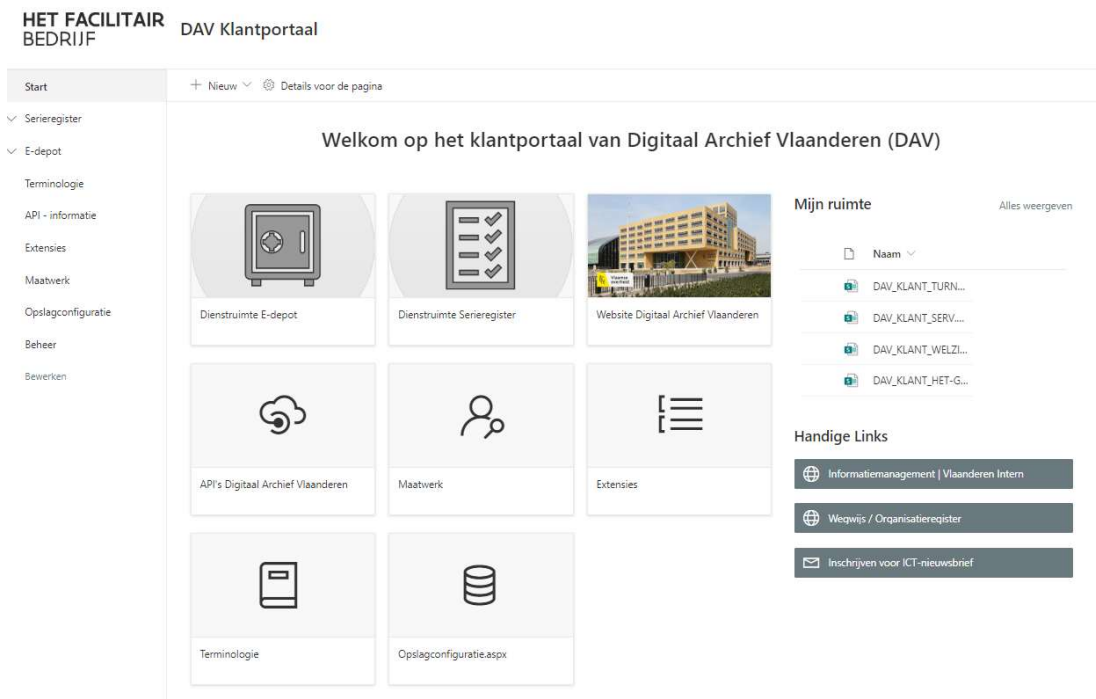 HET FACILITAIR
BEDRIJF
DAV Klantportaal
Start
Serieregister
E-depot
Terminologie
API - informatie
Extensies
Maatwerk
Opslagconfiguratie
Beheer
Bewerken
Nieuw
Details voor de pagina
Welkom op het klantportaal van Digitaal Archief Vlaanderen (DAV)
Dienstruimte E-depot
Dienstruimte Serieregister
Vlaamse
overheid
Website Digitaal Archief Vlaanderen
API's Digitaal Archief Vlaanderen
Maatwerk
Extensies
Terminologie
Opslagconfiguratie.aspx
Mijn ruimte
Alles weergeven
Naam
DAV_KLANT_TURN...
DAV_KLANT_SERV....
DAV_KLANT_WELZI...
DAV_KLANT_HET-G...
Handige Links
Informatiemanagement | Vlaanderen Intern
Wegwijs / Organisatieregister
Inschrijven voor ICT-nieuwsbrief